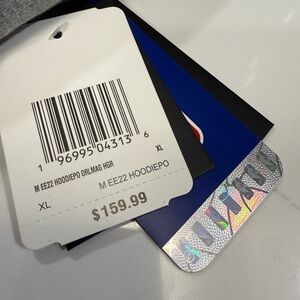 1 96995 04313 6
XL
M EE22 HOODIEPO ORLMAG HGR
XL
M EE22 HOODIEPO
$159.99